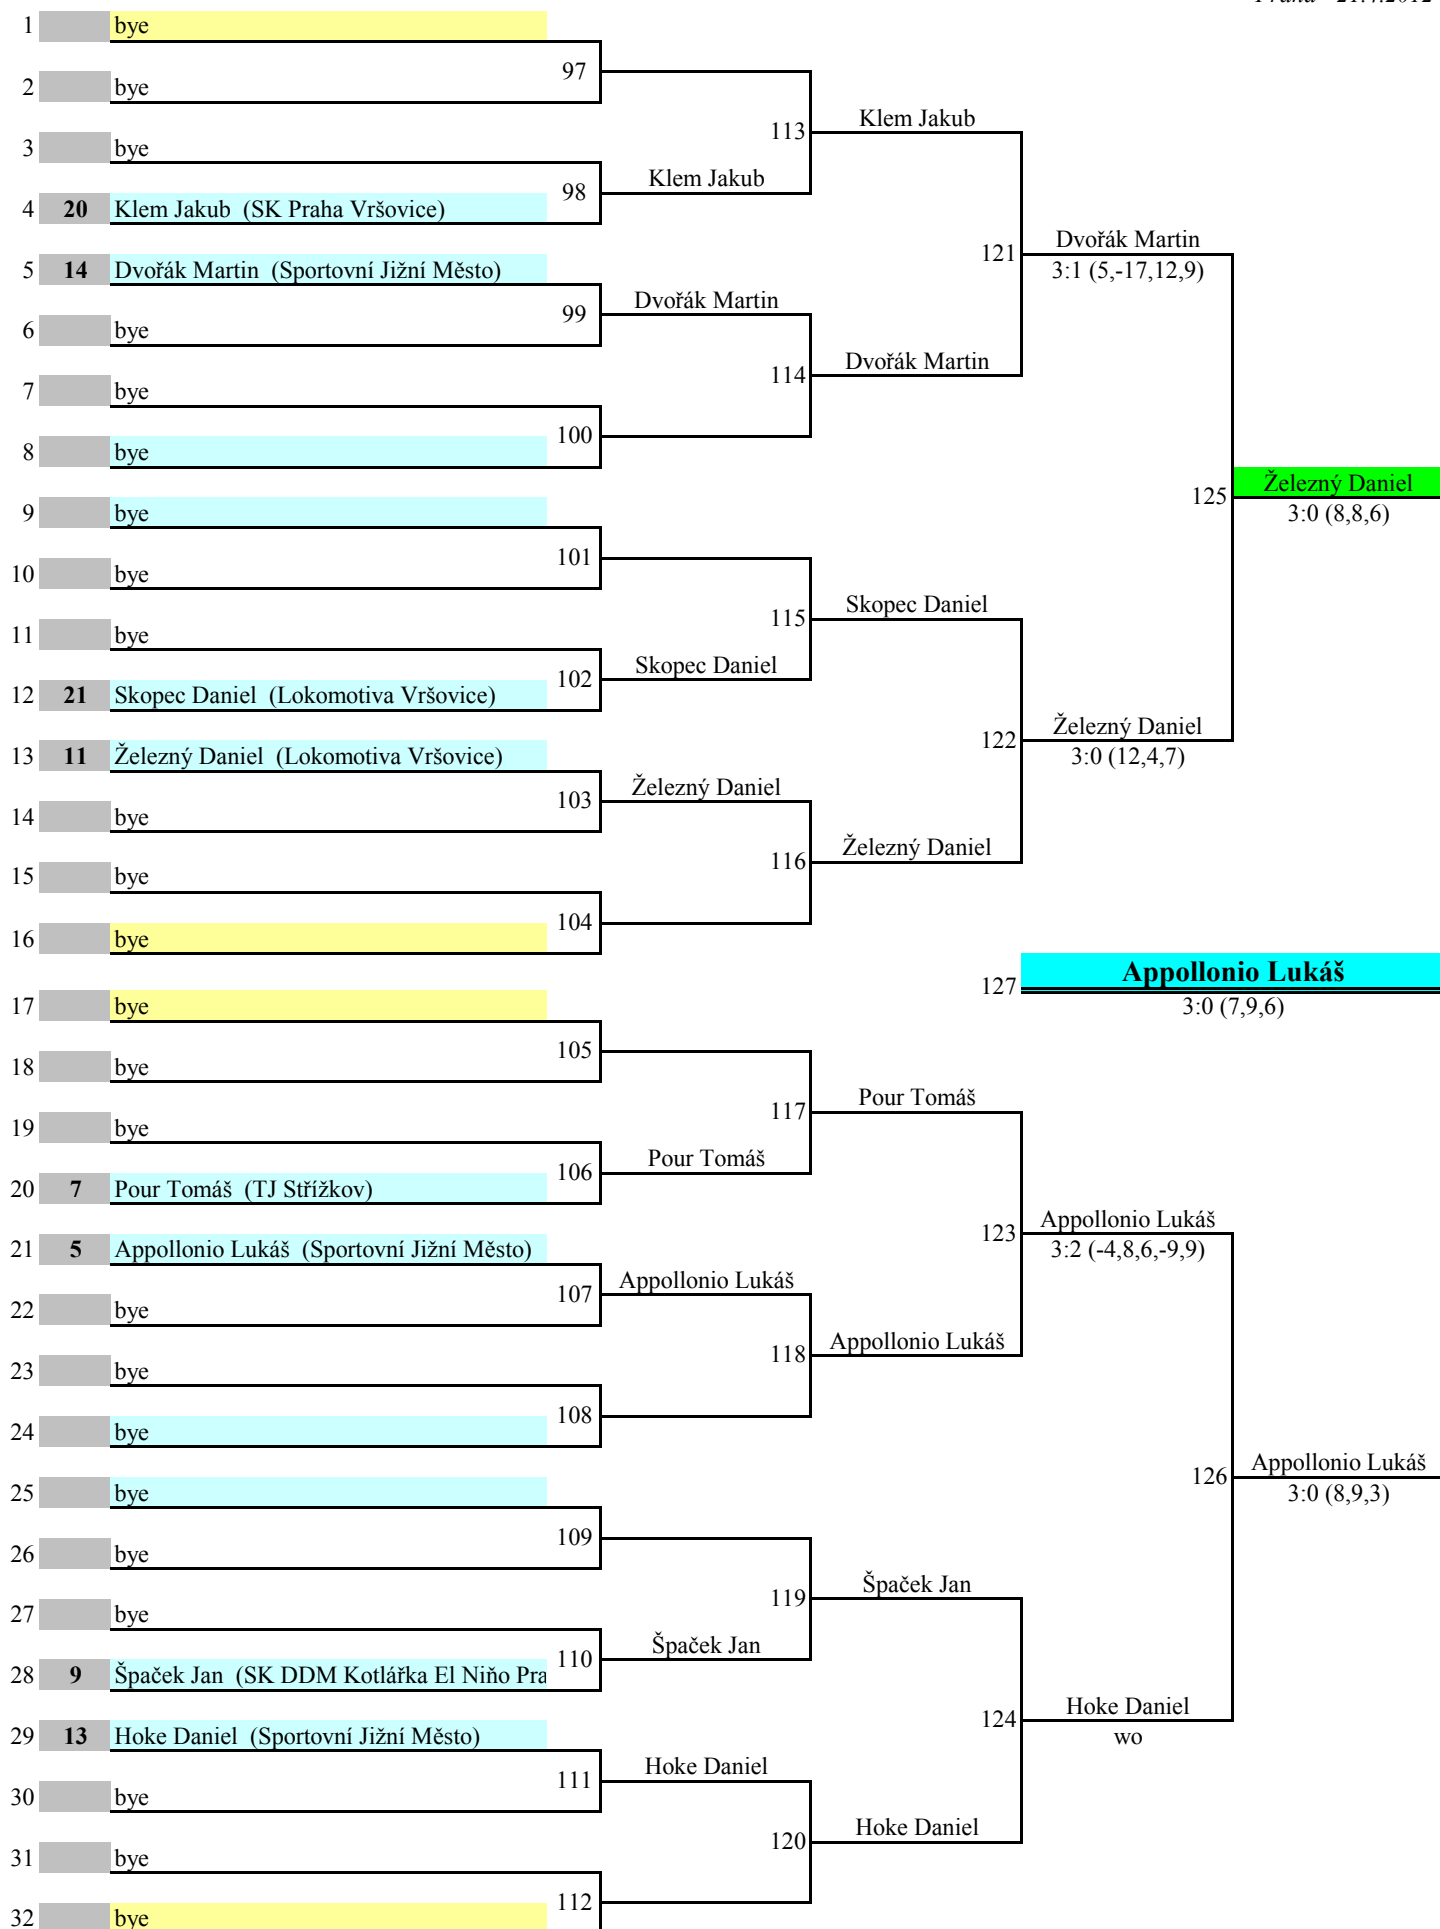 Praha 21.4.2012
1 bye
97
2 bye
Klem Jakub
113
3 bye
Klem Jakub
98
4 20 Klem Jakub (SK Praha Vršovice)
Dvořák Martin
121
3:1 (5,-17,12,9)
5 14 Dvořák Martin (Sportovní Jižní Město)
Dvořák Martin
99
6 bye
Dvořák Martin
114
7 bye
100
8 bye
Železný Daniel
125
3:0 (8,8,6)
9 bye
101
10 bye
Skopec Daniel
115
11 bye
Skopec Daniel
102
12 21 Skopec Daniel (Lokomotiva Vršovice)
Železný Daniel
122
3:0 (12,4,7)
13 11 Železný Daniel (Lokomotiva Vršovice)
Železný Daniel
103
14 bye
Železný Daniel
116
15 bye
104
16 bye
Appollonio Lukáš
127
3:0 (7,9,6)
17 bye
105
18 bye
Pour Tomáš
117
19 bye
Pour Tomáš
106
20 7 Pour Tomáš (TJ Střížkov)
Appollonio Lukáš
123
3:2 (-4,8,6,-9,9)
21 5 Appollonio Lukáš (Sportovní Jižní Město)
Appollonio Lukáš
107
22 bye
Appollonio Lukáš
118
23 bye
108
24 bye
Appollonio Lukáš
126
3:0 (8,9,3)
25 bye
109
26 bye
Špaček Jan
119
27 bye
Špaček Jan
110
28 9 Špaček Jan (SK DDM Kotlářka El Niňo Pra
Hoke Daniel
124
wo
29 13 Hoke Daniel (Sportovní Jižní Město)
Hoke Daniel
111
30 bye
Hoke Daniel
120
31 bye
112
32 bye